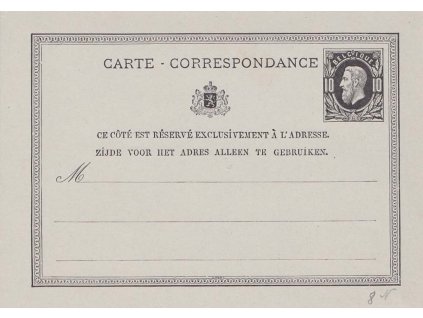 BELGIQUE
10 10
CARTE - CORRESPONDANCE
CE CÔTÉ EST RÉSERVÉ EXCLUSIVEMENT À L'ADRESSE.
ZIJDE VOOR HET ADRES ALLEEN TE GEBRUIKEN.
M